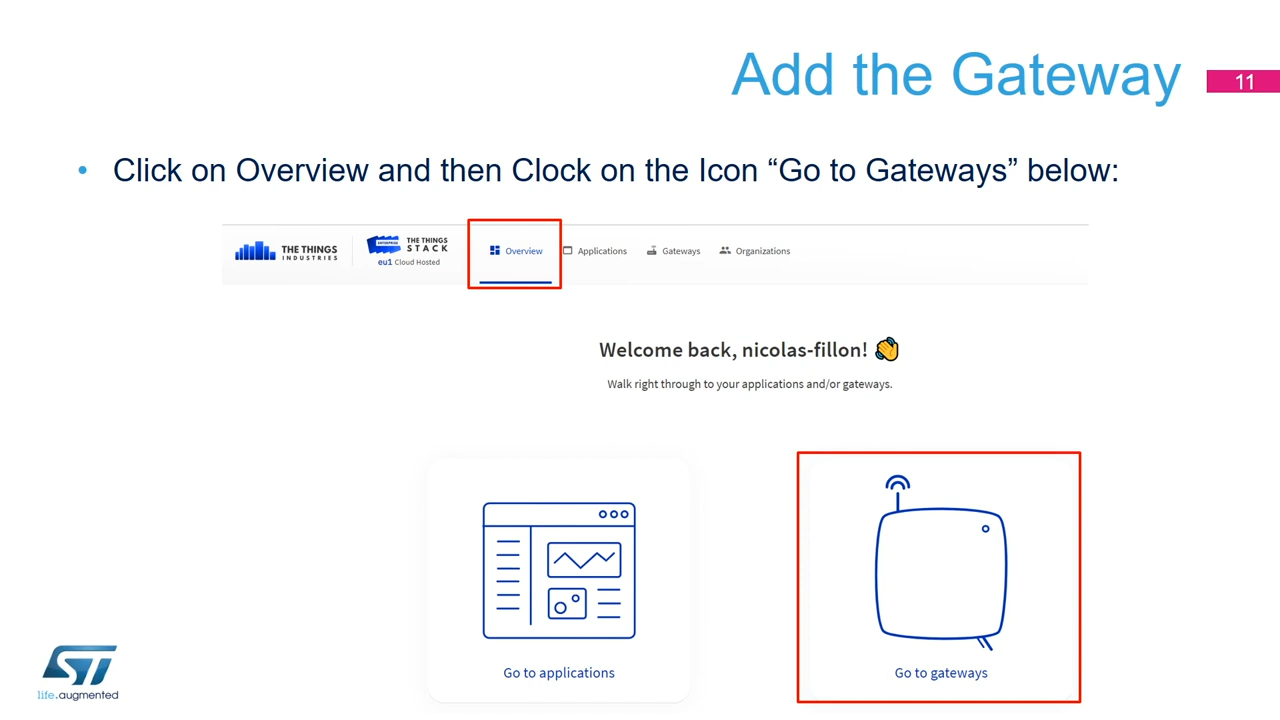 Add the Gateway
11
• Click on Overview and then Clock on the Icon “Go to Gateways” below:
THE THINGS
INDUSTRIES
ENTERPRISE
THE THINGS
STACK
eu1 Cloud Hosted
Overview
Applications
Gateways
Organizations
Welcome back, nicolas-fillon! 👋
Walk right through to your applications and/or gateways.
Go to applications
Go to gateways
ST
life.augmented